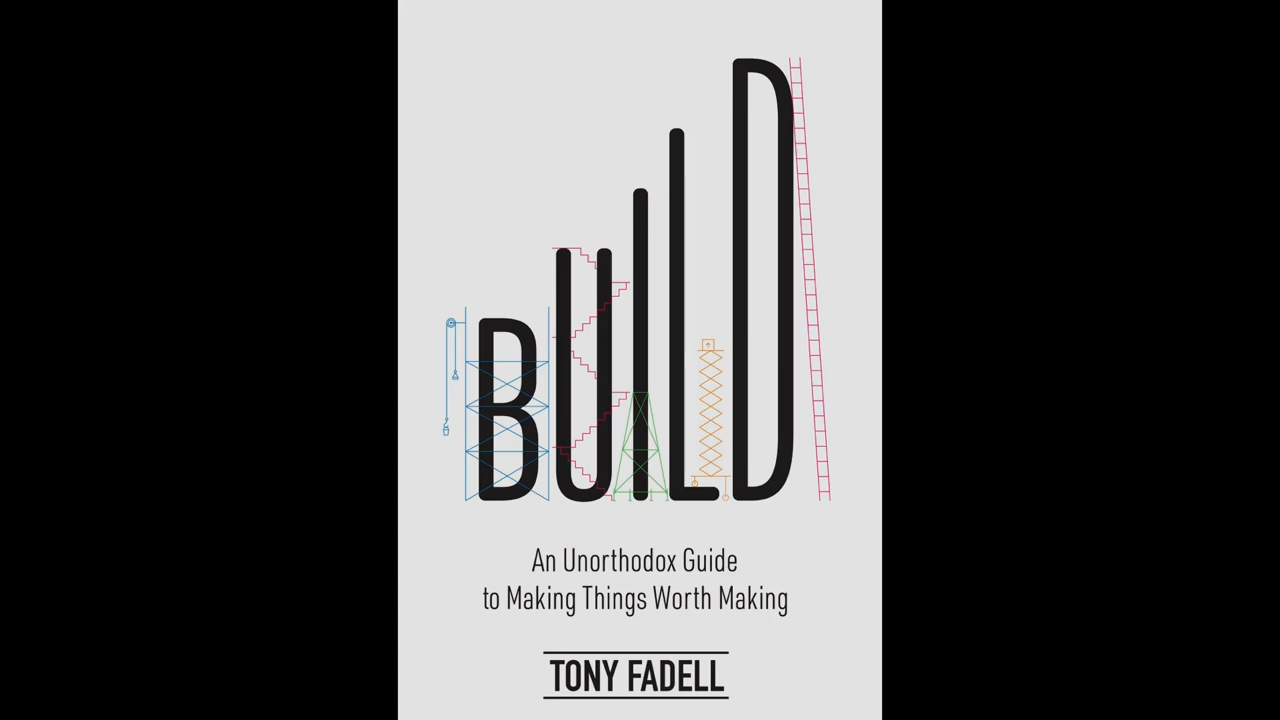 BUILD
An Unorthodox Guide
to Making Things Worth Making
TONY FADELL